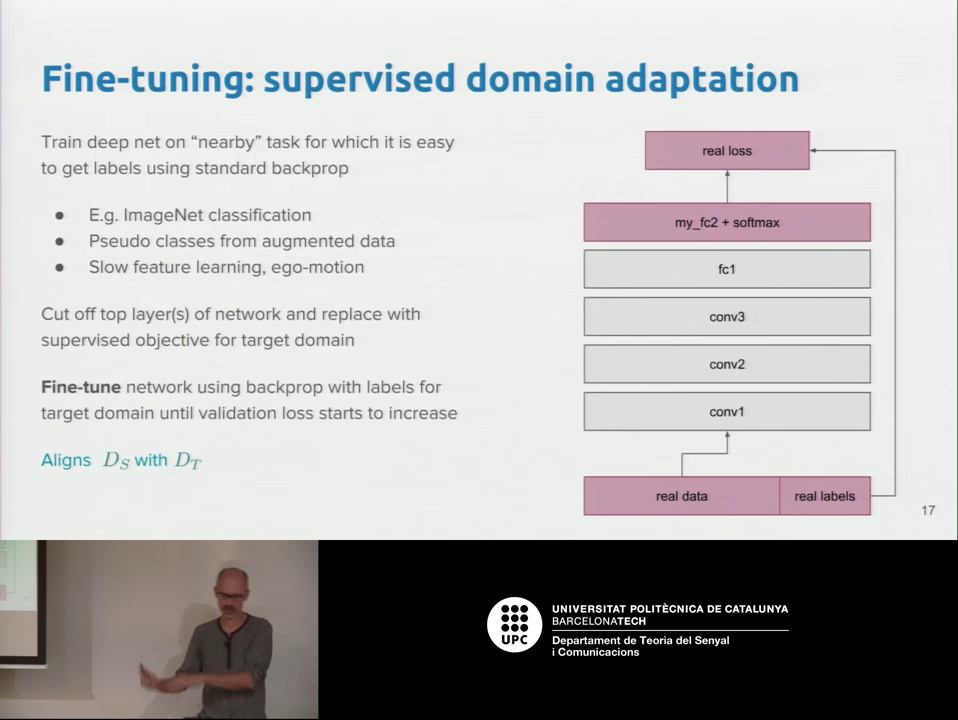 Fine-tuning: supervised domain adaptation
Train deep net on “nearby” task for which it is easy
to get labels using standard backprop
● E.g. ImageNet classification
● Pseudo classes from augmented data
● Slow feature learning, ego-motion
Cut off top layer(s) of network and replace with
supervised objective for target domain
Fine-tune network using backprop with labels for
target domain until validation loss starts to increase
Aligns D_S with D_T
real loss
my_fc2 + softmax
fc1
conv3
conv2
conv1
real data
real labels
17
UPC
UNIVERSITAT POLITÈCNICA DE CATALUNYA
BARCELONATECH
Departament de Teoria del Senyal
i Comunicacions